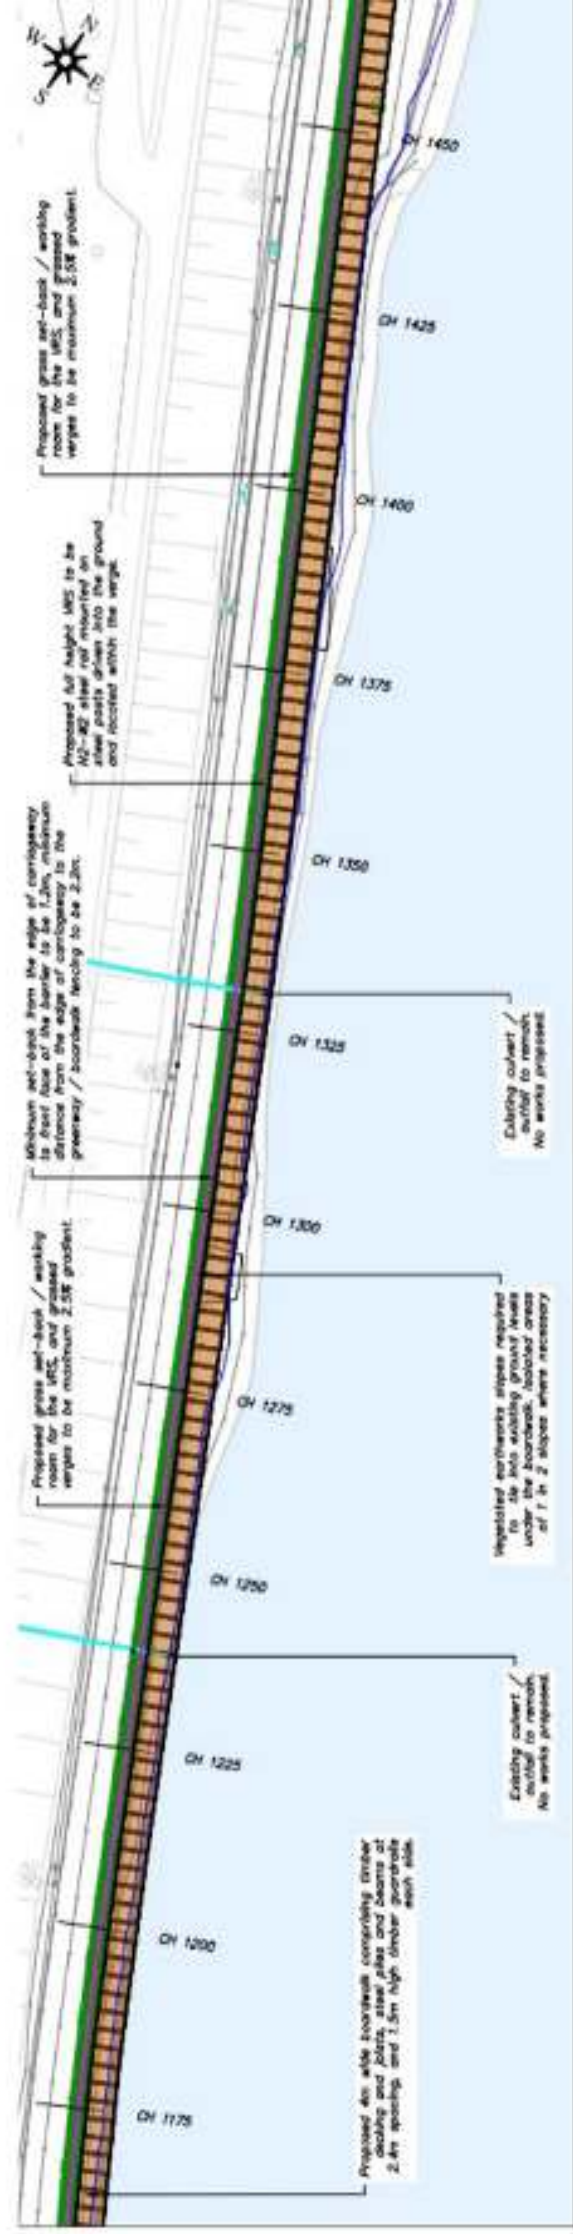 N
W
E
S
Proposed grass set-back / working
room for the VRS, and grassed
verges to be maximum 2.5% gradient.
Proposed full height VRS to be
H2-W2 steel rail mounted on
steel posts driven into the ground
and located within the verge.
Minimum set-back from the edge of carriageway
to front face of the barrier to be 1.2m, minimum
distance from the edge of carriageway to the
greenway / boardwalk fencing to be 2.2m.
Proposed grass set-back / working
room for the VRS, and grassed
verges to be maximum 2.5% gradient.
CH 1450
CH 1425
CH 1400
CH 1375
CH 1350
CH 1325
CH 1300
CH 1275
CH 1250
CH 1225
CH 1200
CH 1175
Existing culvert /
outfall to remain.
No works proposed.
Vegetated earthworks slopes required
to tie into existing ground levels
under the boardwalk. Isolated areas
of 1 in 2 slopes where necessary
Existing culvert /
outfall to remain.
No works proposed.
Proposed 4m wide boardwalk comprising timber
decking and joists, steel piles and beams at
2.4m spacing, and 1.5m high timber guardrails
each side.